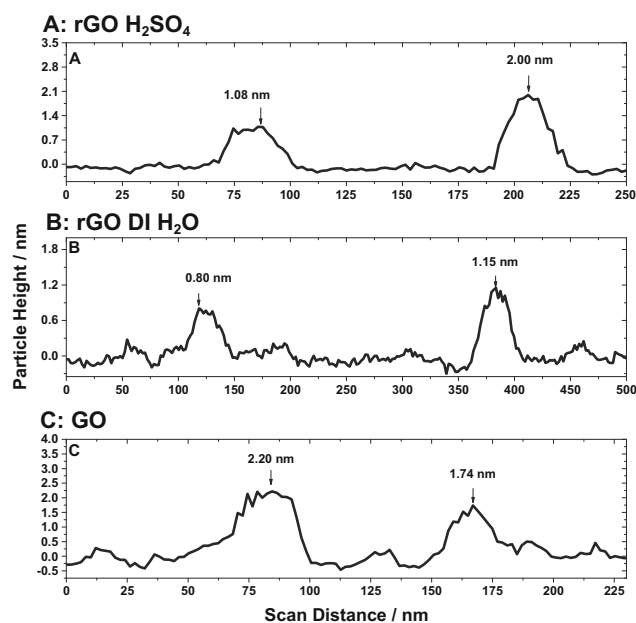 A: rGO H₂SO₄
3.5
2.8
2.1
1.4
0.7
0.0
A
1.08 nm
2.00 nm
0 25 50 75 100 125 150 175 200 225 250
B: rGO DI H₂O
1.8
1.2
0.6
0.0
B
0.80 nm
1.15 nm
0 50 100 150 200 250 300 350 400 450 500
Particle Height / nm
C: GO
4.0
3.5
3.0
2.5
2.0
1.5
1.0
0.5
0.0
-0.5
C
2.20 nm
1.74 nm
0 25 50 75 100 125 150 175 200 225
Scan Distance / nm